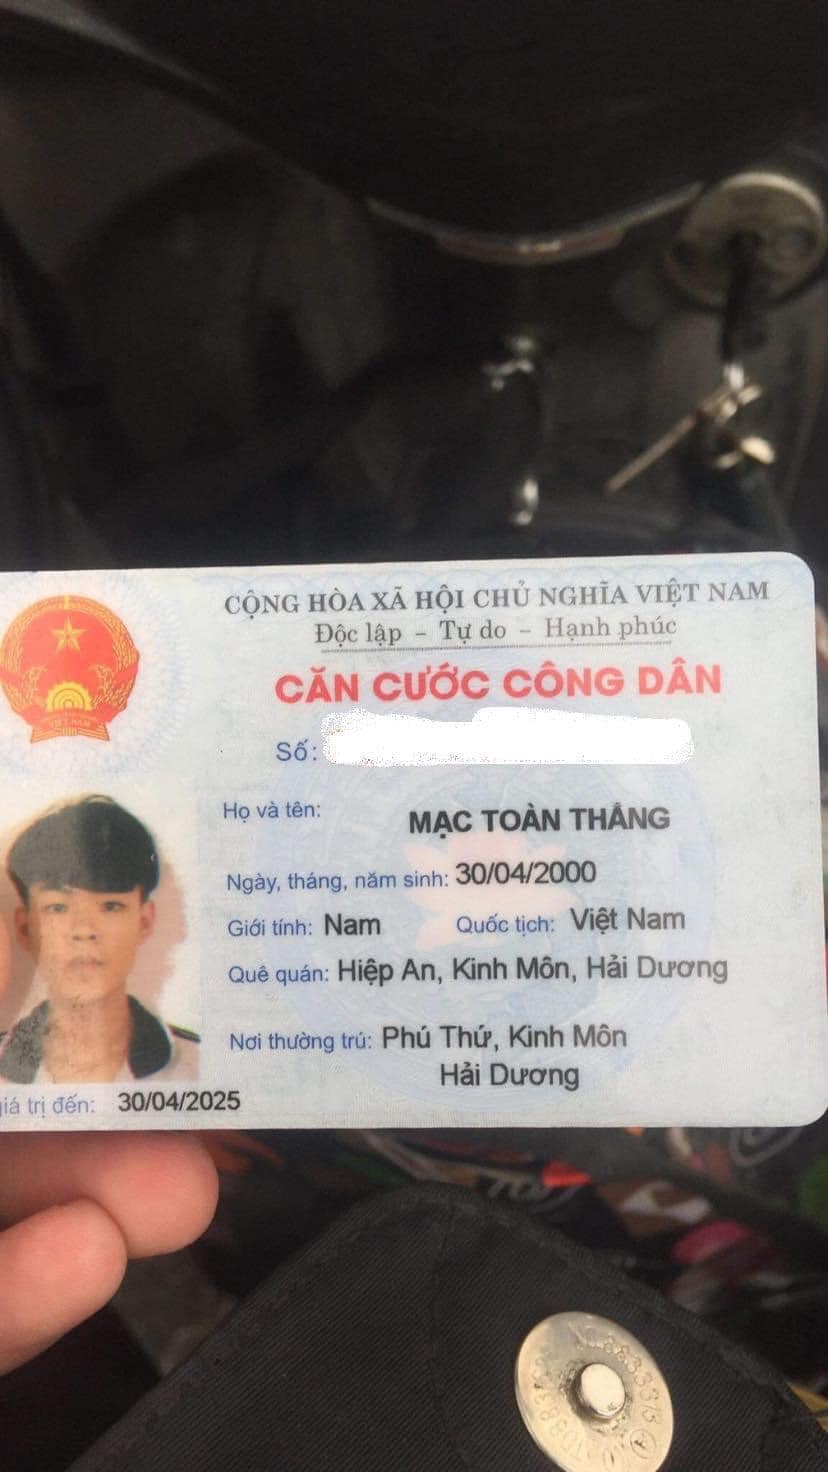 CỘNG HÒA XÃ HỘI CHỦ NGHĨA VIỆT NAM
Độc lập - Tự do - Hạnh phúc
CĂN CƯỚC CÔNG DÂN
Số:
Họ và tên: MẠC TOÀN THẮNG
Ngày, tháng, năm sinh: 30/04/2000
Giới tính: Nam Quốc tịch: Việt Nam
Quê quán: Hiệp An, Kinh Môn, Hải Dương
Nơi thường trú: Phú Thứ, Kinh Môn
Hải Dương
giá trị đến: 30/04/2025
VIỆT NAM